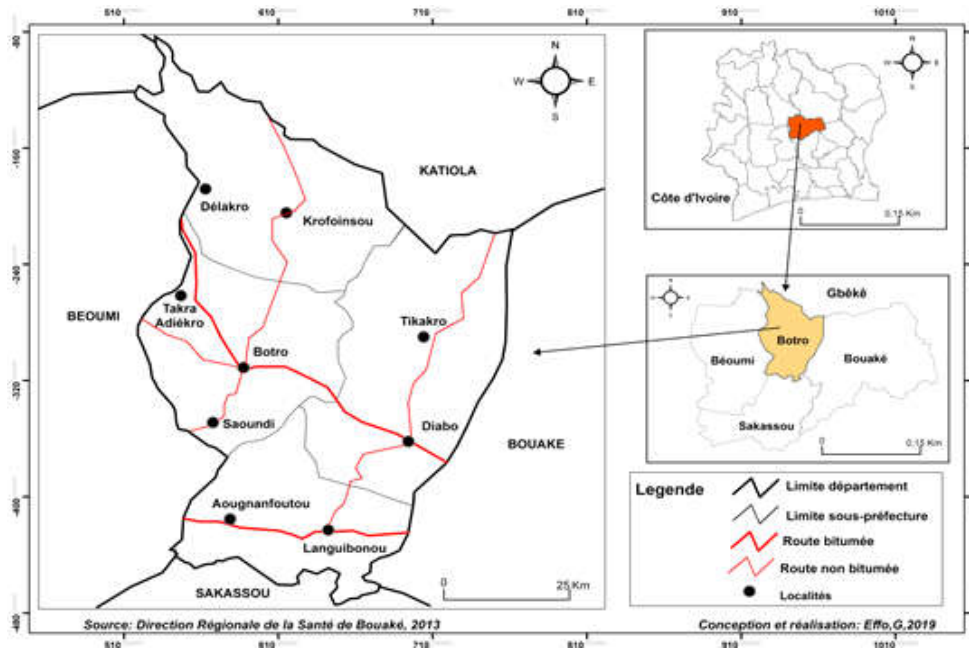 510 610 710 810 910 1010
-80
-160
-240
-320
-400
-480
N
W E
S
KATIOLA
Délakro
Krofoinsou
BEOUMI
Takra
Adiékro
Tikakro
Botro
Saoundi
Diabo
BOUAKE
Aougnanfoutou
Languibonou
SAKASSOU
0 25 Km
N
W E
S
Côte d'Ivoire
0 0,15 Km
N
W E
S
Gbêkê
Botro
Béoumi
Bouaké
Sakassou
0 0,15 Km
Legende
Limite département
Limite sous-préfecture
Route bitumée
Route non bitumée
Localités
Source: Direction Régionale de la Santé de Bouaké, 2013
Conception et réalisation: Effo,G,2019
510 610 710 810 910 1010